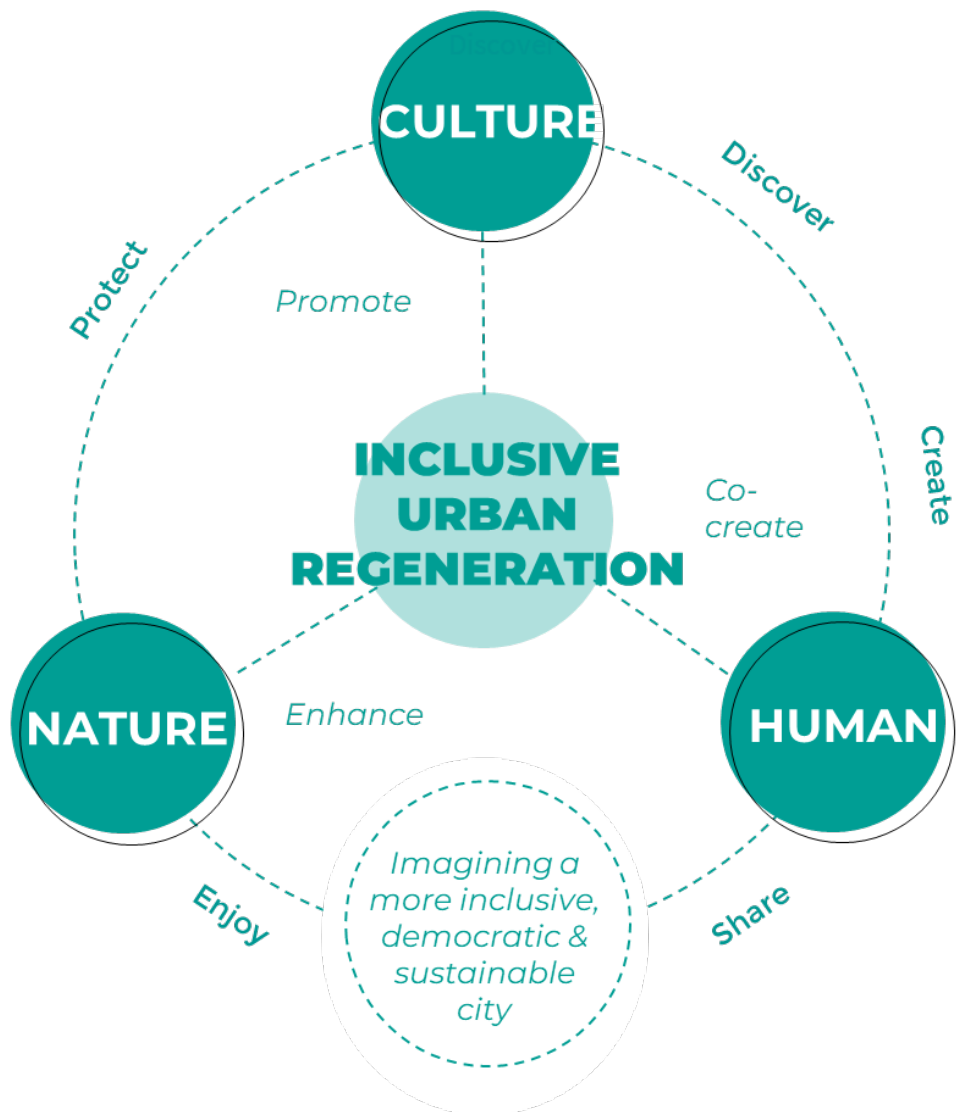 Discover
CULTURE
Discover
Protect
Promote
Create
INCLUSIVE
URBAN
REGENERATION
Co-
create
NATURE
HUMAN
Enhance
Imagining a
more inclusive,
democratic &
sustainable
city
Enjoy
Share